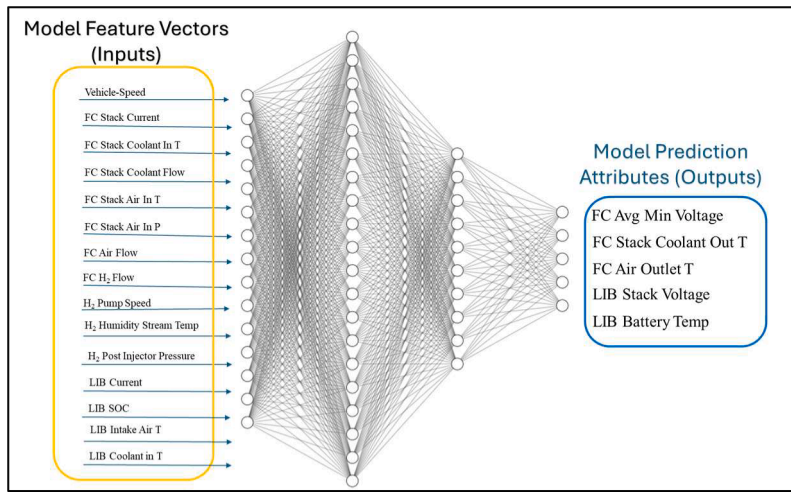 Model Feature Vectors
(Inputs)
Vehicle-Speed
FC Stack Current
FC Stack Coolant In T
FC Stack Coolant Flow
FC Stack Air In T
FC Stack Air In P
FC Air Flow
FC H₂ Flow
H₂ Pump Speed
H₂ Humidity Stream Temp
H₂ Post Injector Pressure
LIB Current
LIB SOC
LIB Intake Air T
LIB Coolant in T
Model Prediction
Attributes (Outputs)
FC Avg Min Voltage
FC Stack Coolant Out T
FC Air Outlet T
LIB Stack Voltage
LIB Battery Temp